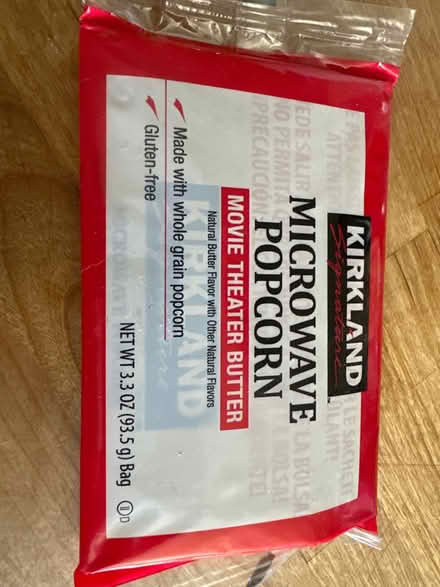 KIRKLAND
Signature™
MICROWAVE
POPCORN
MOVIE THEATER BUTTER
Natural Butter Flavor with Other Natural Flavors
Made with whole grain popcorn
Gluten-free
NET WT 3.3 OZ (93.5 g) Bag
U D